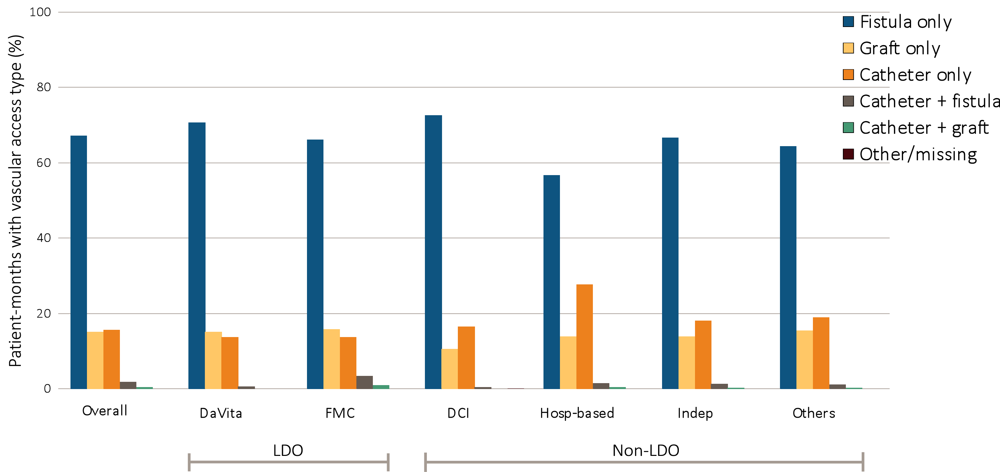 Patient-months with vascular access type (%)
100
80
60
40
20
0
Fistula only
Graft only
Catheter only
Catheter + fistula
Catheter + graft
Other/missing
Overall
DaVita
FMC
DCI
Hosp-based
Indep
Others
LDO
Non-LDO